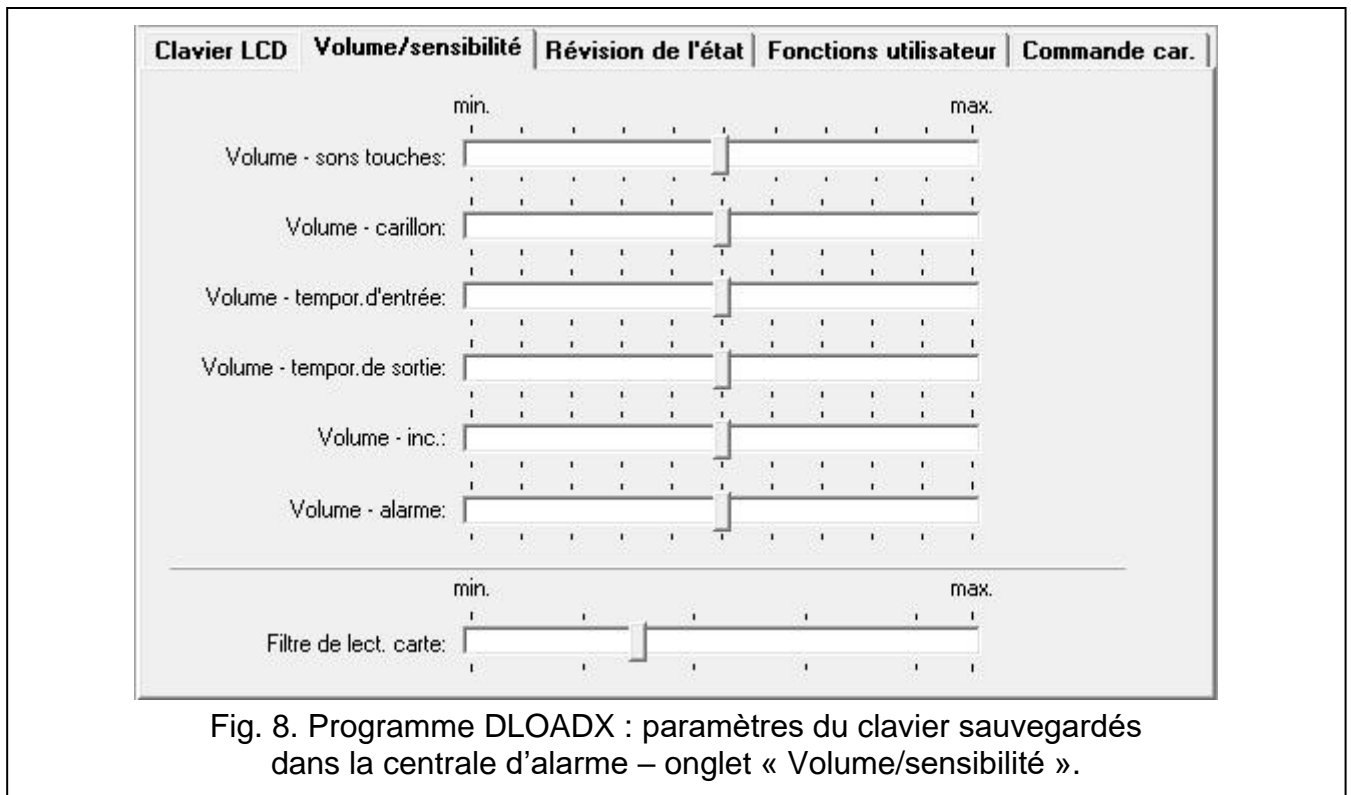 Clavier LCD Volume/sensibilité Révision de l'état Fonctions utilisateur Commande car.
min. max.
Volume - sons touches:
Volume - carillon:
Volume - tempor.d'entrée:
Volume - tempor.de sortie:
Volume - inc.:
Volume - alarme:
min. max.
Filtre de lect. carte:
Fig. 8. Programme DLOADX : paramètres du clavier sauvegardés
dans la centrale d'alarme – onglet « Volume/sensibilité ».